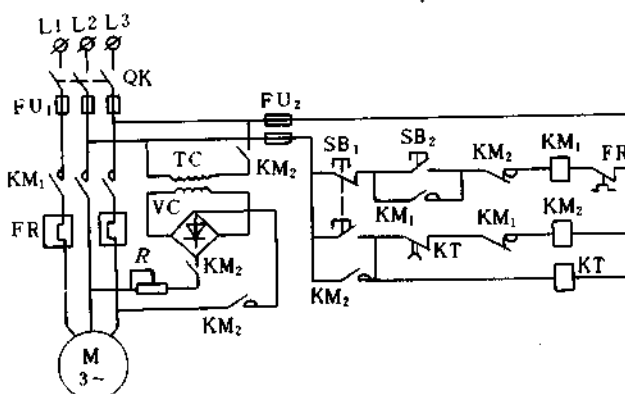 L1 L2 L3
QK
FU1
FU2
SB1
SB2
KM2
KM1
FR
TC
KM2
KM1
VC
KM1
KM1
KM2
FR
KT
R
KM2
KT
KM2
KM2
M
3~